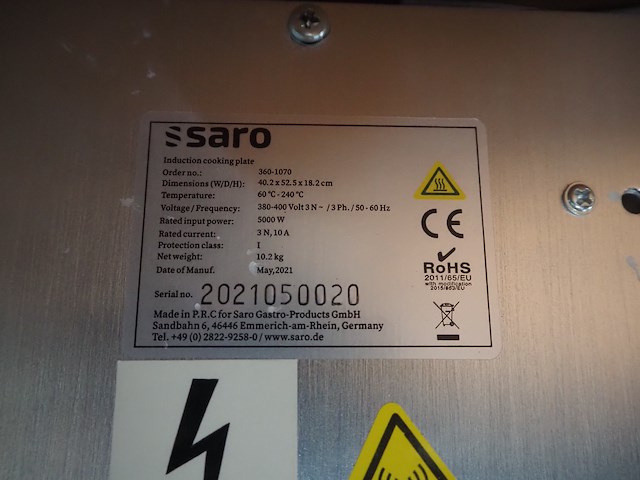 saro
Induction cooking plate
Order no.: 360-1070
Dimensions (W/D/H): 40.2 x 52.5 x 18.2 cm
Temperature: 60 °C - 240 °C
Voltage / Frequency: 380-400 Volt 3 N ~ / 3 Ph. / 50 - 60 Hz
Rated input power: 5000 W
Rated current: 3 N, 10 A
Protection class: I
Net weight: 10.2 kg
Date of Manuf. May,2021
Serial no. 2021050020
Made in P.R.C for Saro Gastro-Products GmbH
Sandbahn 6, 46446 Emmerich-am-Rhein, Germany
Tel. +49 (0) 2822-9258-0 / www.saro.de
CE
RoHS
2011/65/EU
with modification
2015/863/EU